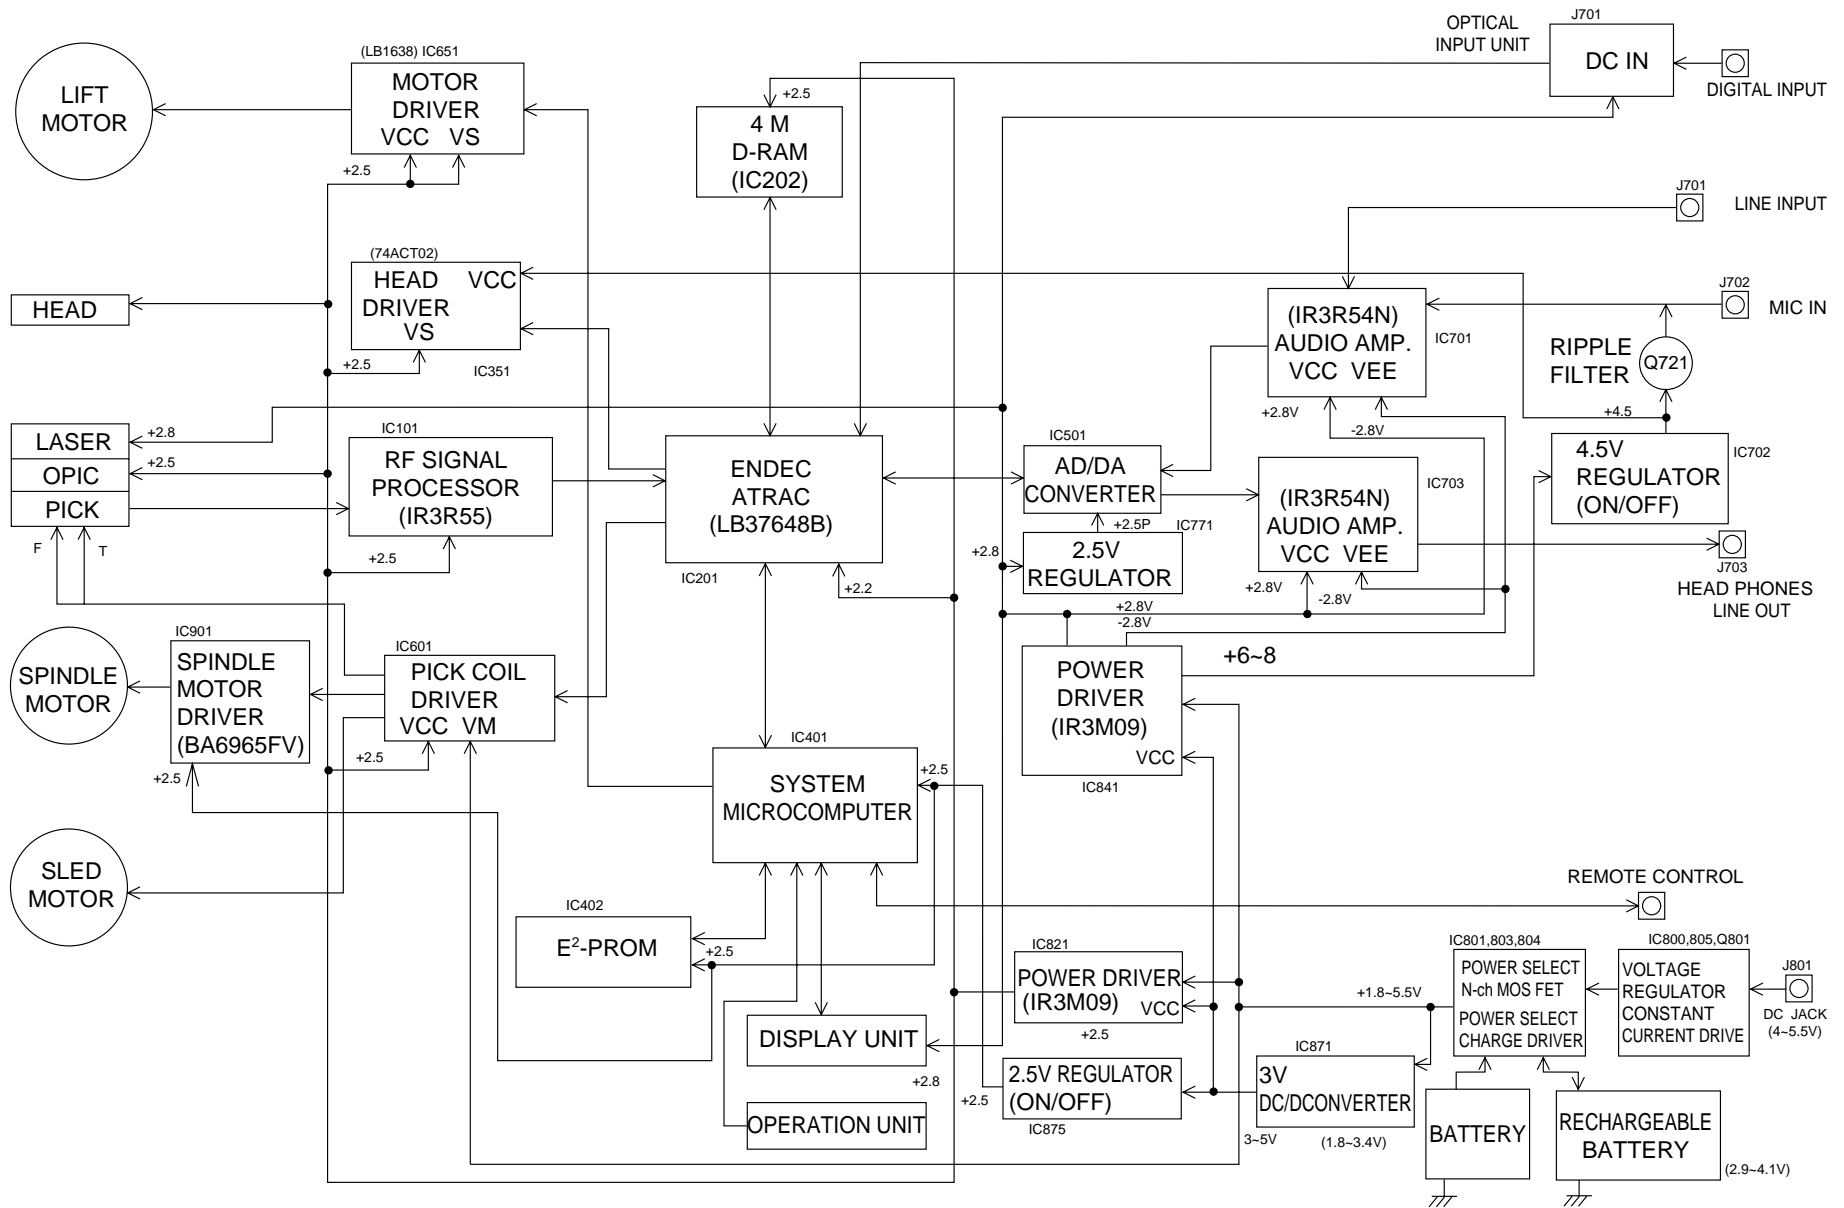 LIFT
MOTOR
(LB1638) IC651
MOTOR
DRIVER
VCC VS
+2.5
+2.5
4 M
D-RAM
(IC202)
OPTICAL
INPUT UNIT
J701
DC IN
DIGITAL INPUT
J701
LINE INPUT
(74ACT02)
HEAD VCC
DRIVER
VS
+2.5
IC351
HEAD
(IR3R54N)
AUDIO AMP.
VCC VEE
IC701
+2.8V
-2.8V
J702
MIC IN
RIPPLE
FILTER
Q721
+4.5
4.5V
REGULATOR
(ON/OFF)
IC702
LASER
OPIC
PICK
+2.8
+2.5
F
T
IC101
RF SIGNAL
PROCESSOR
(IR3R55)
+2.5
ENDEC
ATRAC
(LB37648B)
IC201
+2.2
IC501
AD/DA
CONVERTER
+2.5P
IC771
+2.8
2.5V
REGULATOR
IC703
(IR3R54N)
AUDIO AMP.
VCC VEE
+2.8V
-2.8V
J703
HEAD PHONES
LINE OUT
+2.8V
-2.8V
+6~8
POWER
DRIVER
(IR3M09)
VCC
IC841
SPINDLE
MOTOR
IC901
SPINDLE
MOTOR
DRIVER
(BA6965FV)
+2.5
IC601
PICK COIL
DRIVER
VCC VM
+2.5
IC401
SYSTEM
MICROCOMPUTER
+2.5
SLED
MOTOR
IC402
E²-PROM
+2.5
DISPLAY UNIT
+2.8
OPERATION UNIT
REMOTE CONTROL
IC821
POWER DRIVER
(IR3M09)
VCC
+2.5
2.5V REGULATOR
(ON/OFF)
+2.5
IC875
IC871
3V
DC/DCONVERTER
3~5V
(1.8~3.4V)
+1.8~5.5V
IC801,803,804
POWER SELECT
N-ch MOS FET
POWER SELECT
CHARGE DRIVER
IC800,805,Q801
VOLTAGE
REGULATOR
CONSTANT
CURRENT DRIVE
J801
DC JACK
(4~5.5V)
BATTERY
RECHARGEABLE
BATTERY
(2.9~4.1V)